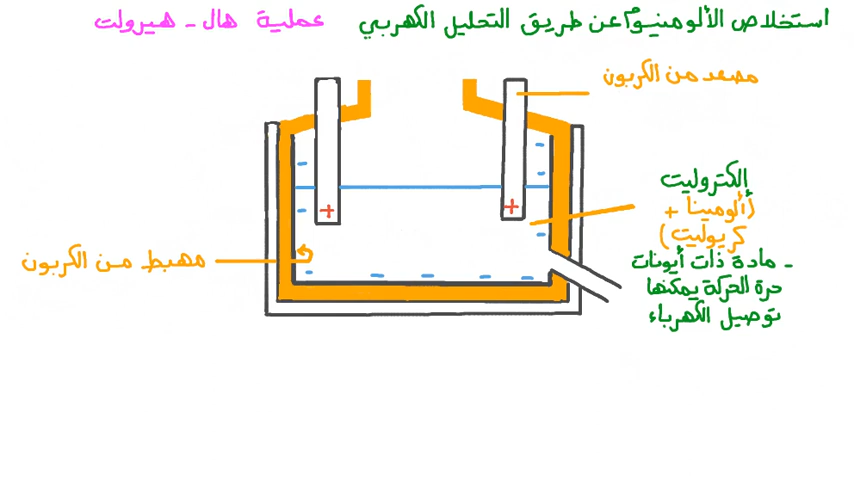 استخلاص الألومنيوم عن طريق التحليل الكهربي عملية هال - هيرولت
مصعد من الكربون
إلكتروليت
(ألومينا +
كريوليت)
- مادة ذات أيونات
حرة الحركة يمكنها
توصيل الكهرباء
مهبط من الكربون